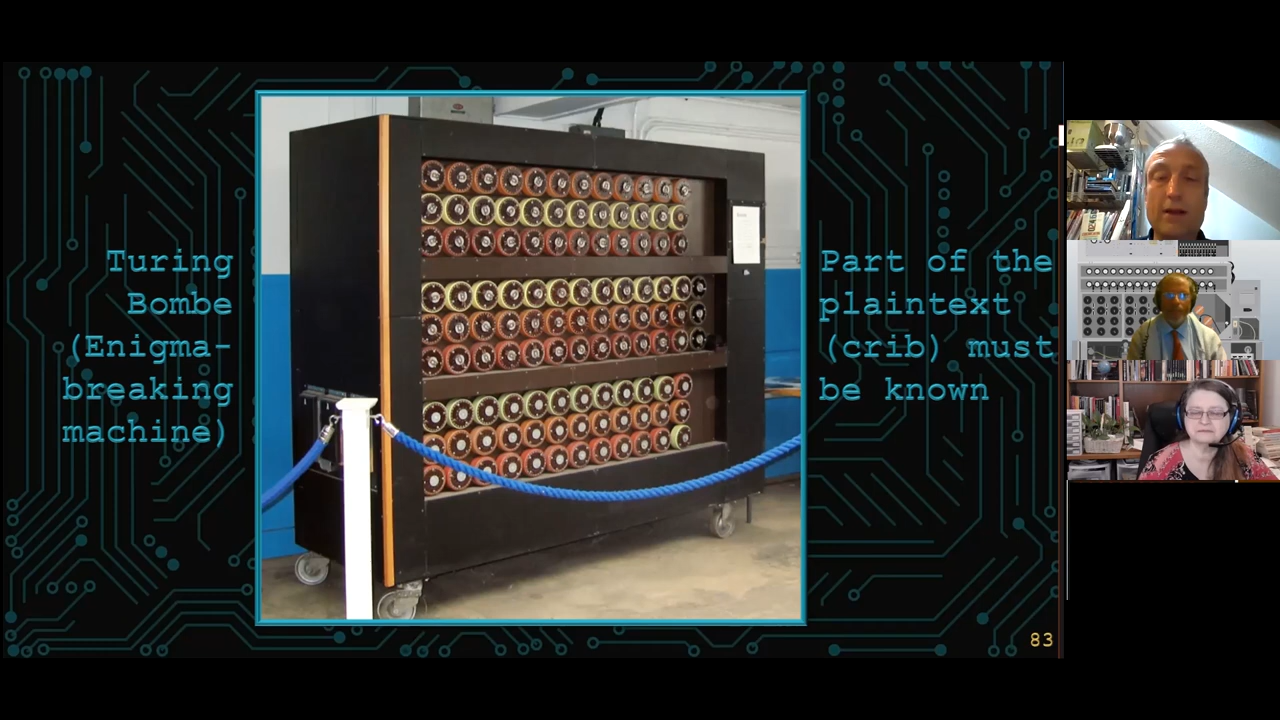 Turing
Bombe
(Enigma-
breaking
machine)
Part of the
plaintext
(crib) must
be known
83